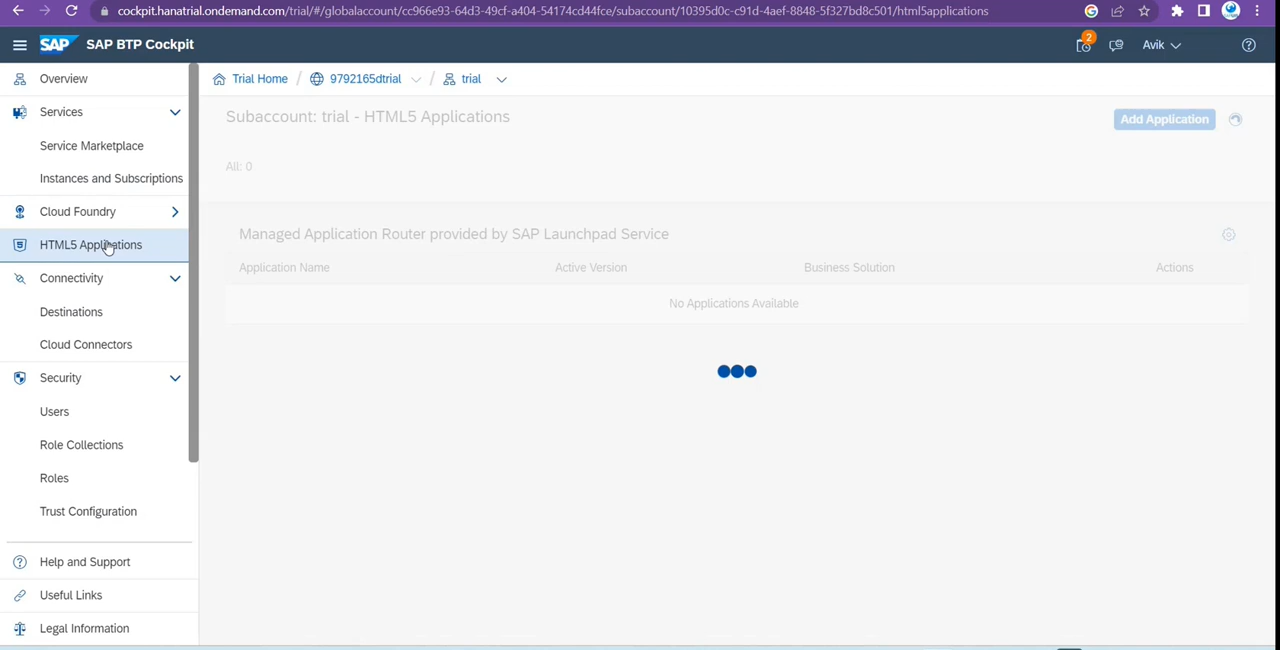 cockpit.hanatrial.ondemand.com/trial/#/globalaccount/cc966e93-64d3-49cf-a404-54174cd44fce/subaccount/10395d0c-c91d-4aef-8848-5f327bd8c501/html5applications
SAP SAP BTP Cockpit
2
Avik
Overview
Trial Home / 9792165dtrial / trial
Services
Service Marketplace
Instances and Subscriptions
Cloud Foundry
HTML5 Applications
Connectivity
Destinations
Cloud Connectors
Security
Users
Role Collections
Roles
Trust Configuration
Help and Support
Useful Links
Legal Information
Subaccount: trial - HTML5 Applications
Add Application
All: 0
Managed Application Router provided by SAP Launchpad Service
Application Name Active Version Business Solution Actions
No Applications Available